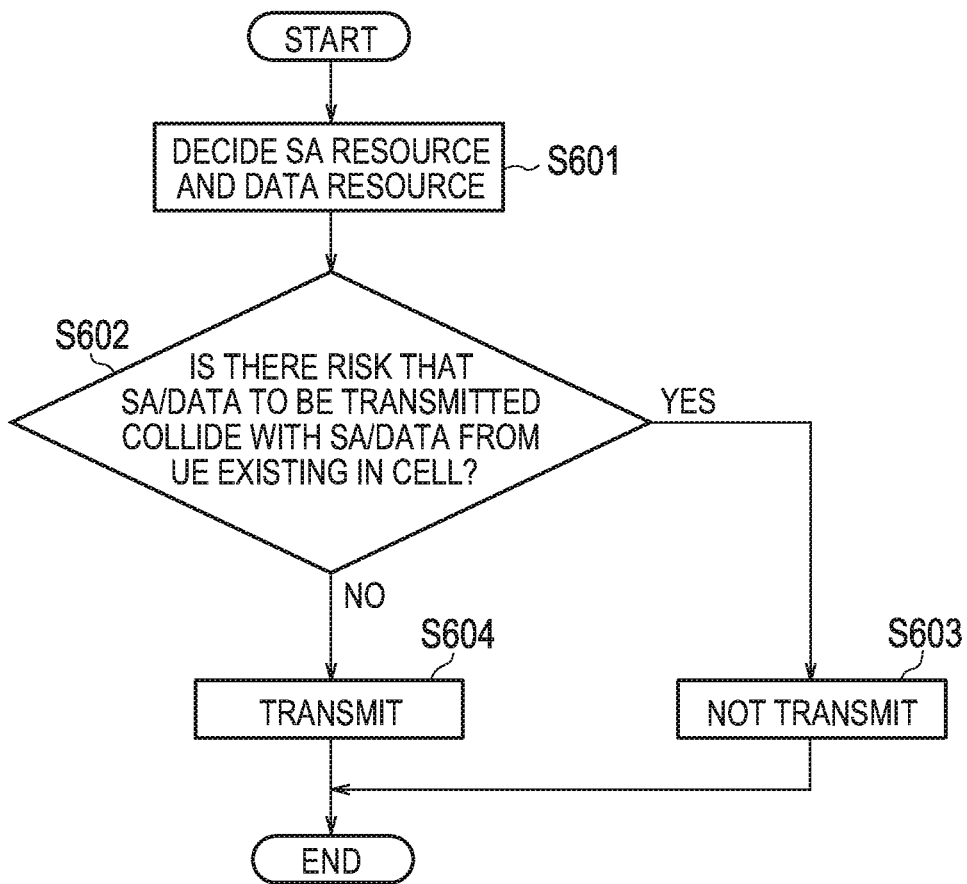 START
DECIDE SA RESOURCE
AND DATA RESOURCE
S601
S602
IS THERE RISK THAT
SA/DATA TO BE TRANSMITTED
COLLIDE WITH SA/DATA FROM
UE EXISTING IN CELL?
YES
NO
S604
TRANSMIT
S603
NOT TRANSMIT
END